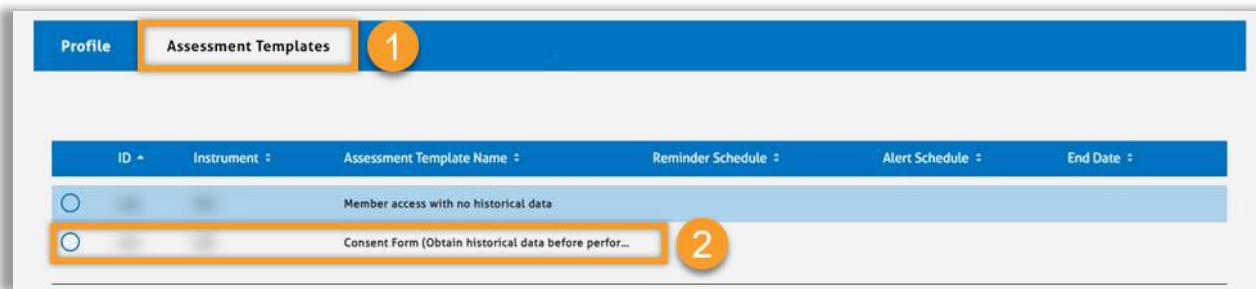 Profile Assessment Templates 1
ID Instrument Assessment Template Name Reminder Schedule Alert Schedule End Date
Member access with no historical data
Consent Form (Obtain historical data before perfor... 2